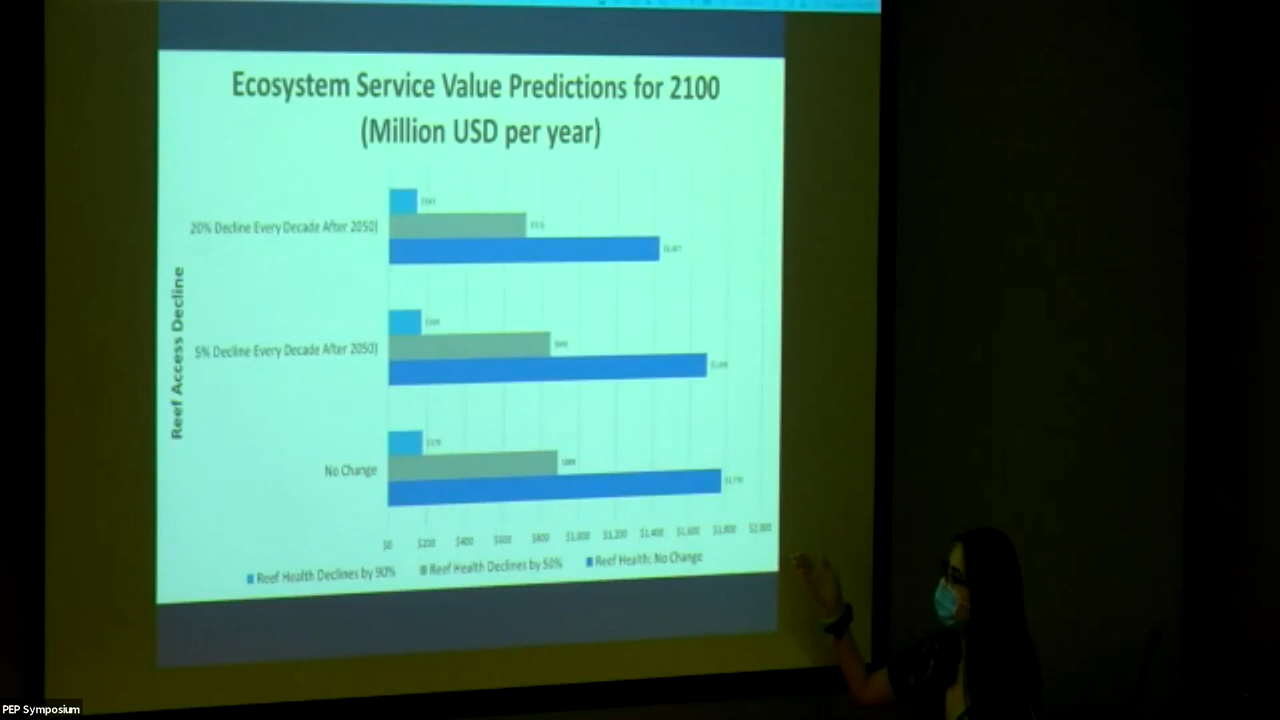 Ecosystem Service Value Predictions for 2100
(Million USD per year)
Reef Access Decline
20% Decline Every Decade After 2050)
5% Decline Every Decade After 2050)
No Change
$0 $200 $400 $600 $800 $1,000 $1,200 $1,400 $1,600 $1,800 $2,000
Reef Health Declines by 90% Reef Health Declines by 50% Reef Health: No Change
PEP Symposium